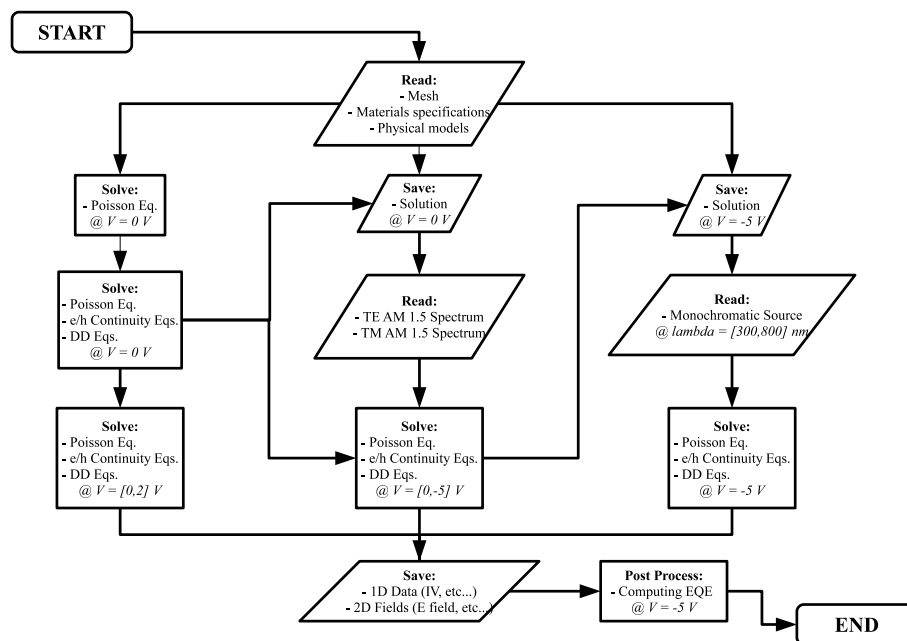 START
Read:
- Mesh
- Materials specifications
- Physical models
Solve:
- Poisson Eq.
@ V = 0 V
Save:
- Solution
@ V = 0 V
Save:
- Solution
@ V = -5 V
Solve:
- Poisson Eq.
- e/h Continuity Eqs.
- DD Eqs.
@ V = 0 V
Read:
- TE AM 1.5 Spectrum
- TM AM 1.5 Spectrum
Read:
- Monochromatic Source
@ lambda = [300,800] nm
Solve:
- Poisson Eq.
- e/h Continuity Eqs.
- DD Eqs.
@ V = [0,2] V
Solve:
- Poisson Eq.
- e/h Continuity Eqs.
- DD Eqs.
@ V = [0,-5] V
Solve:
- Poisson Eq.
- e/h Continuity Eqs.
- DD Eqs.
@ V = -5 V
Save:
- 1D Data (IV, etc...)
- 2D Fields (E field, etc...)
Post Process:
- Computing EQE
@ V = -5 V
END